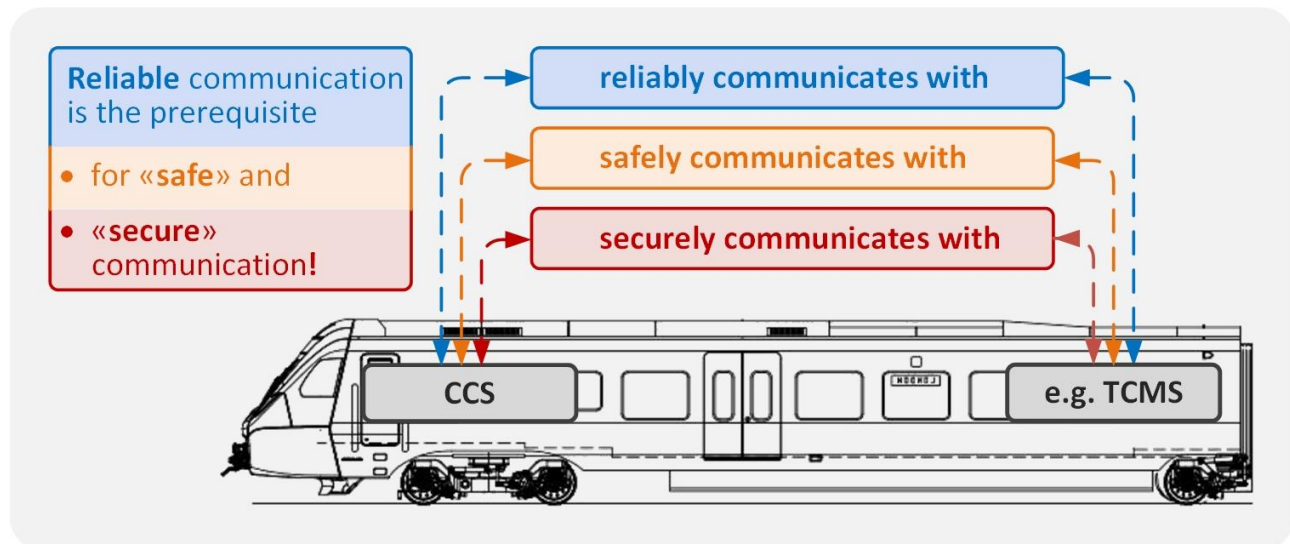 Reliable communication
is the prerequisite
• for «safe» and
• «secure»
communication!
reliably communicates with
safely communicates with
securely communicates with
CCS
e.g. TCMS